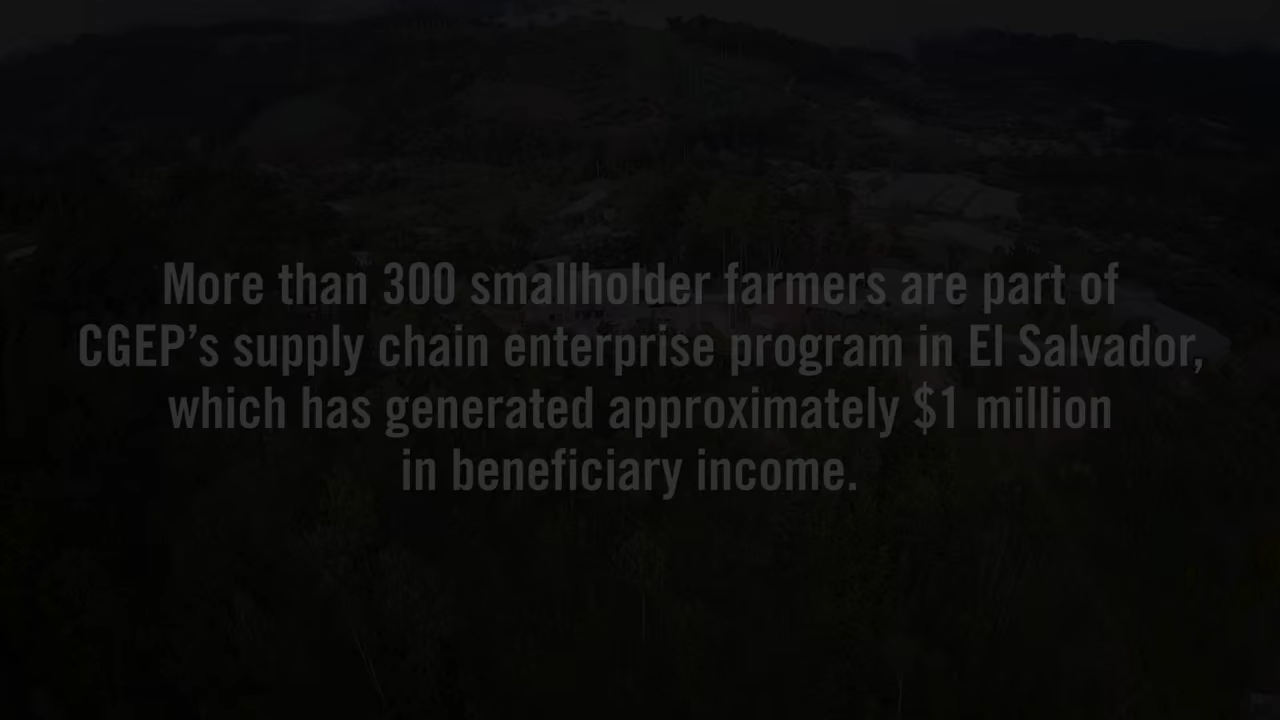 More than 300 smallholder farmers are part of
CGEP’s supply chain enterprise program in El Salvador,
which has generated approximately $1 million
in beneficiary income.